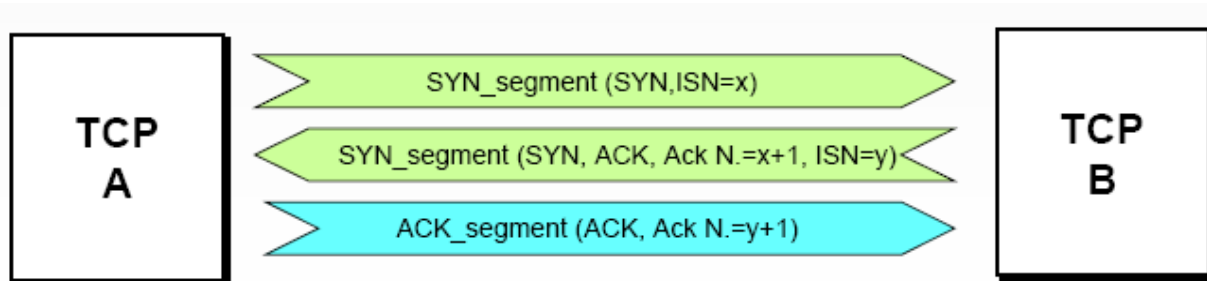 TCP
A
SYN_segment (SYN,ISN=x)
SYN_segment (SYN, ACK, Ack N.=x+1, ISN=y)
ACK_segment (ACK, Ack N.=y+1)
TCP
B